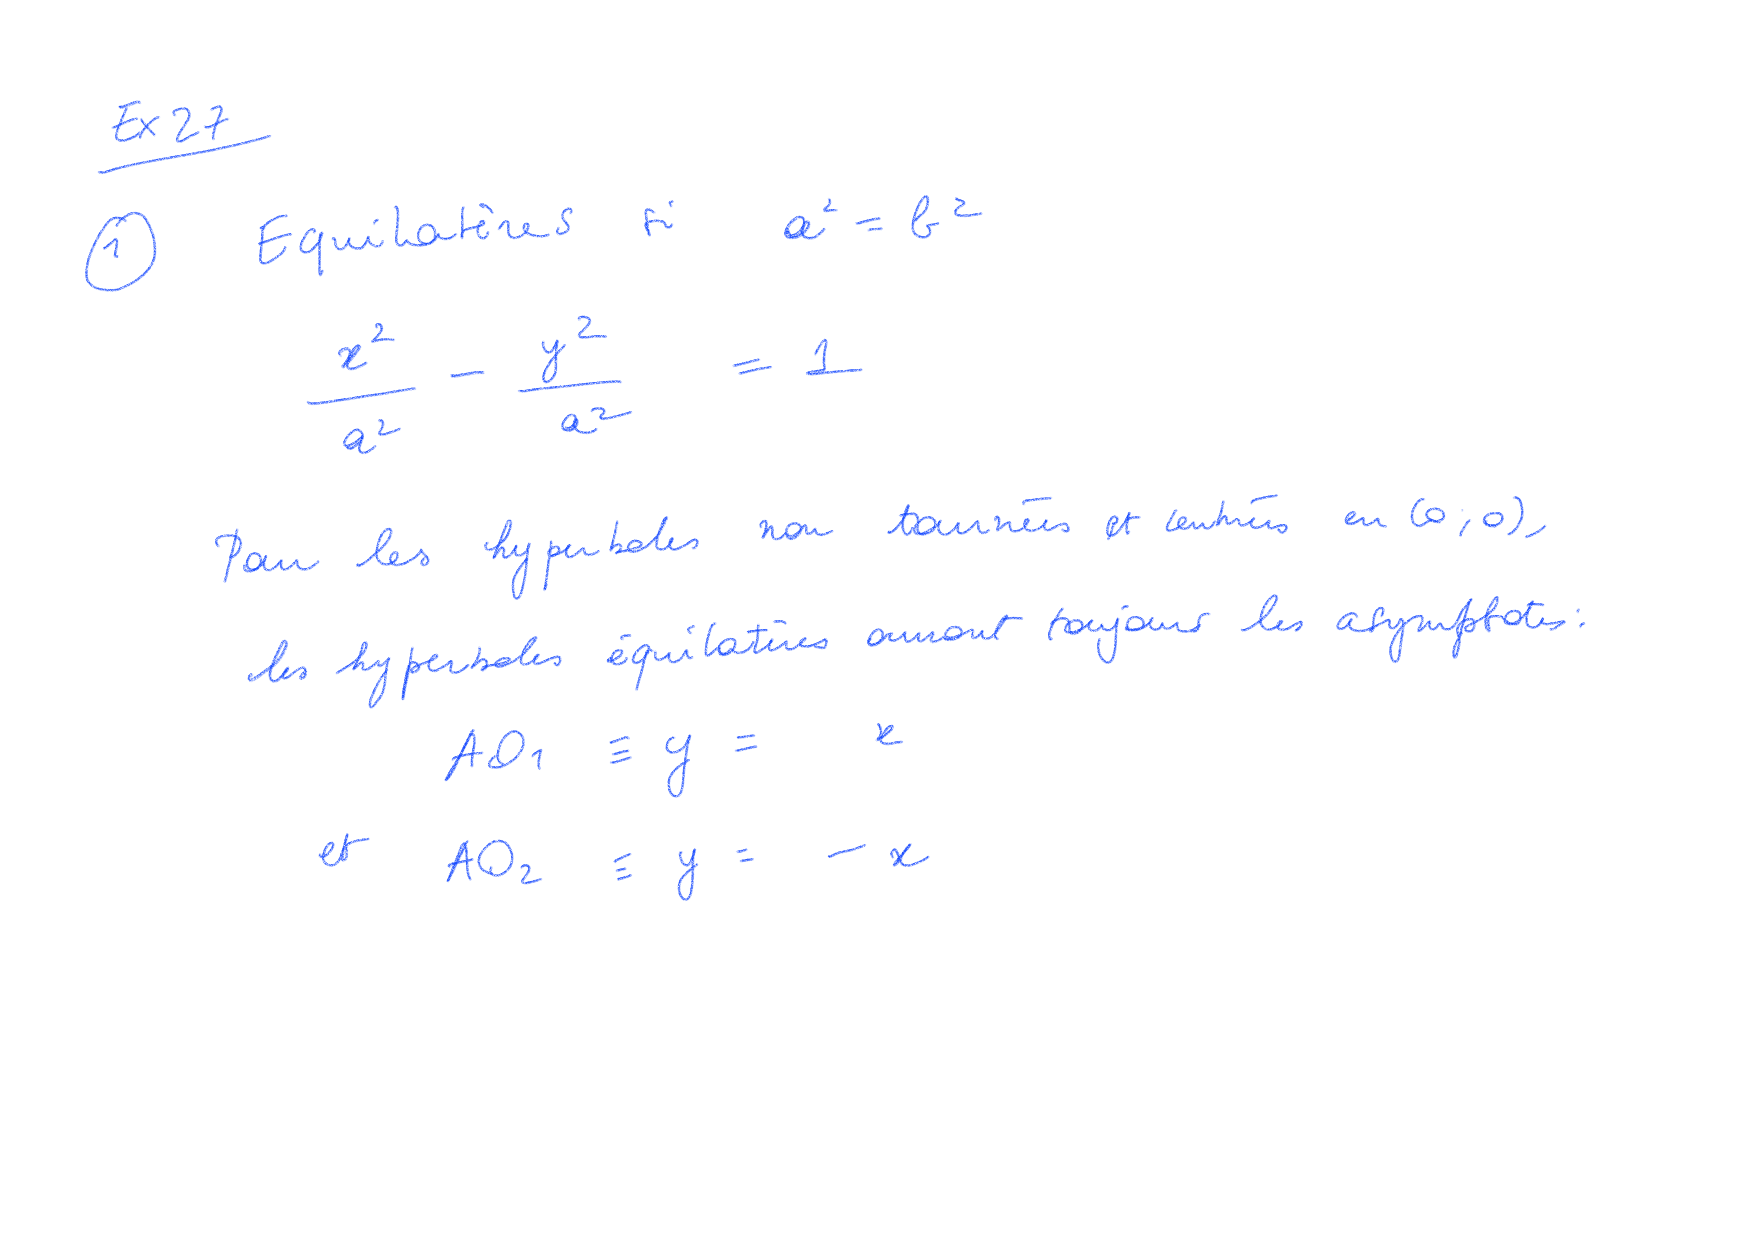 Ex 27
① Equilatères si a² = b²
x²/a² - y²/a² = 1
Pour les hyperboles non tournées et centrées en (0,0),
les hyperboles équilatères auront toujours les asymptotes :
AO₁ ≡ y = x
et AO₂ ≡ y = - x